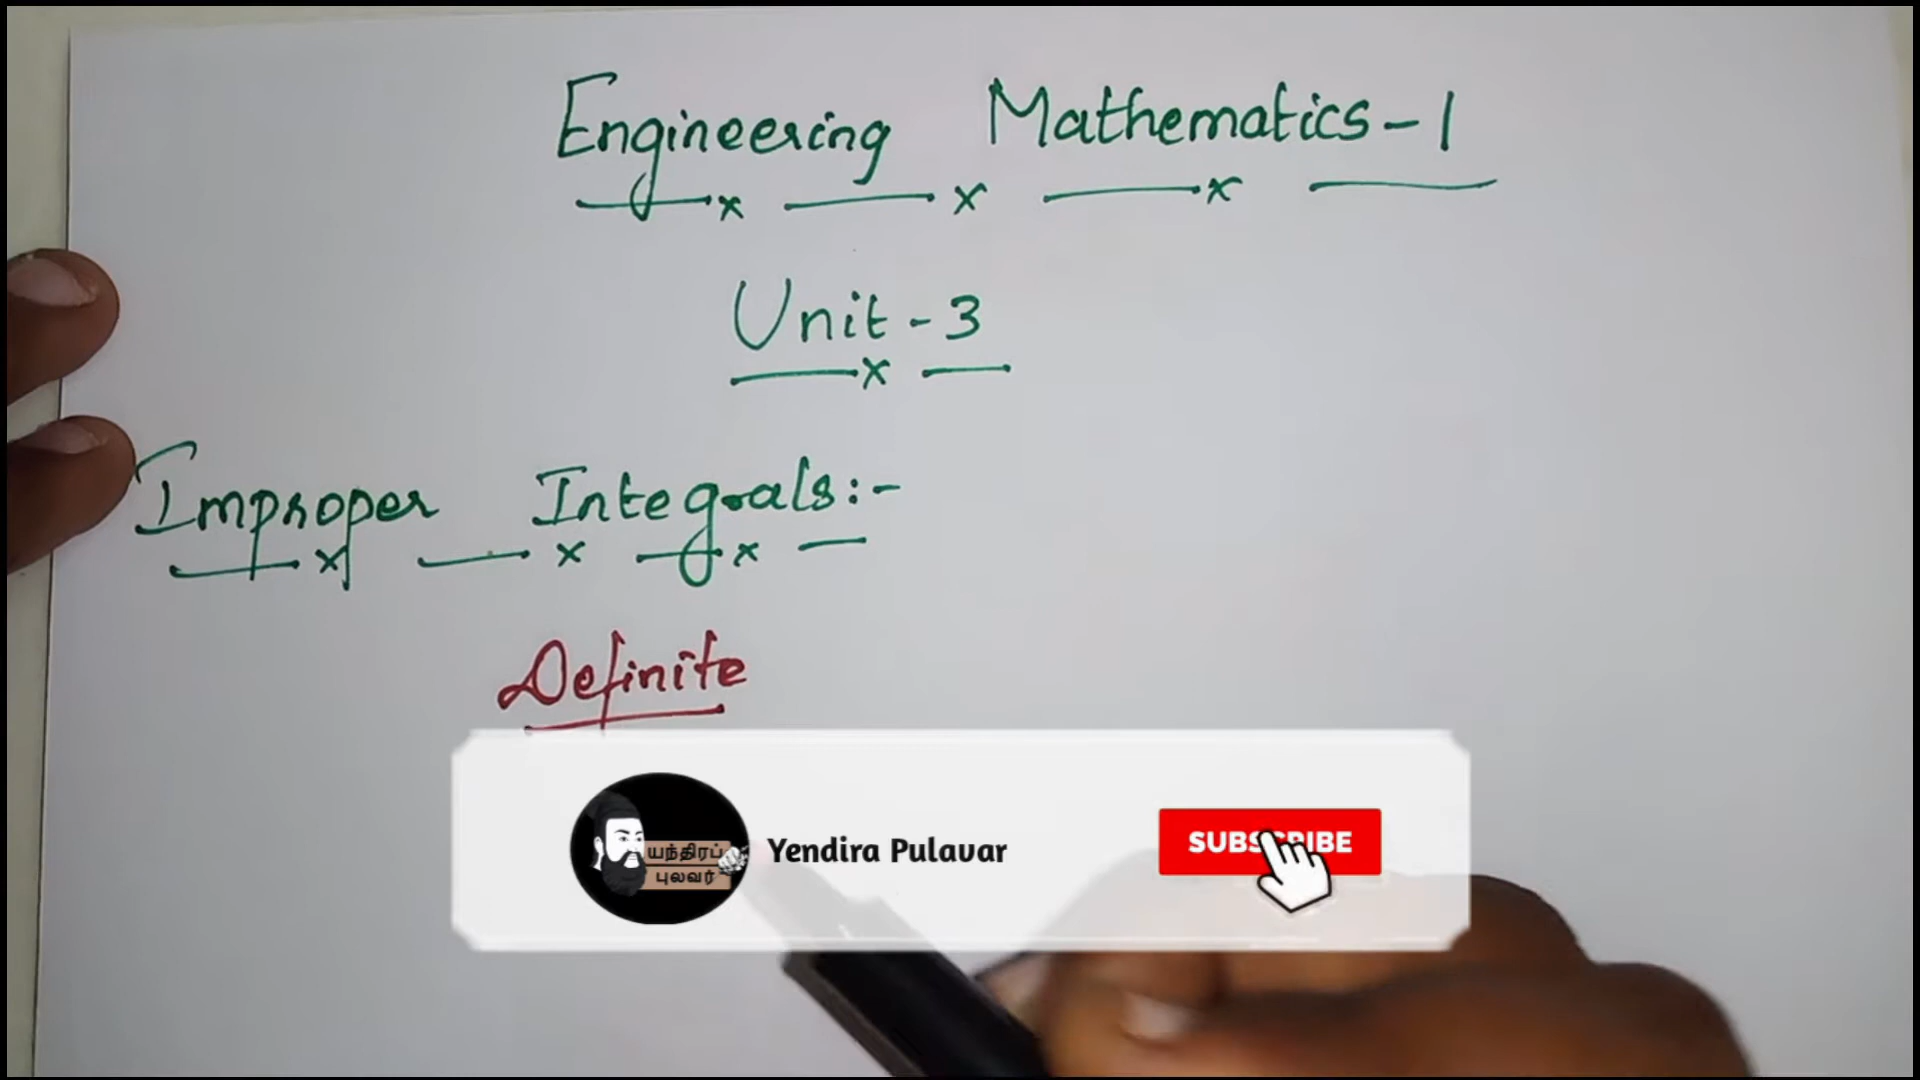 Engineering Mathematics-1
Unit-3
Improper Integrals:-
Definite
யந்திரப்
புலவர்
Yendira Pulavar
SUBSCRIBE